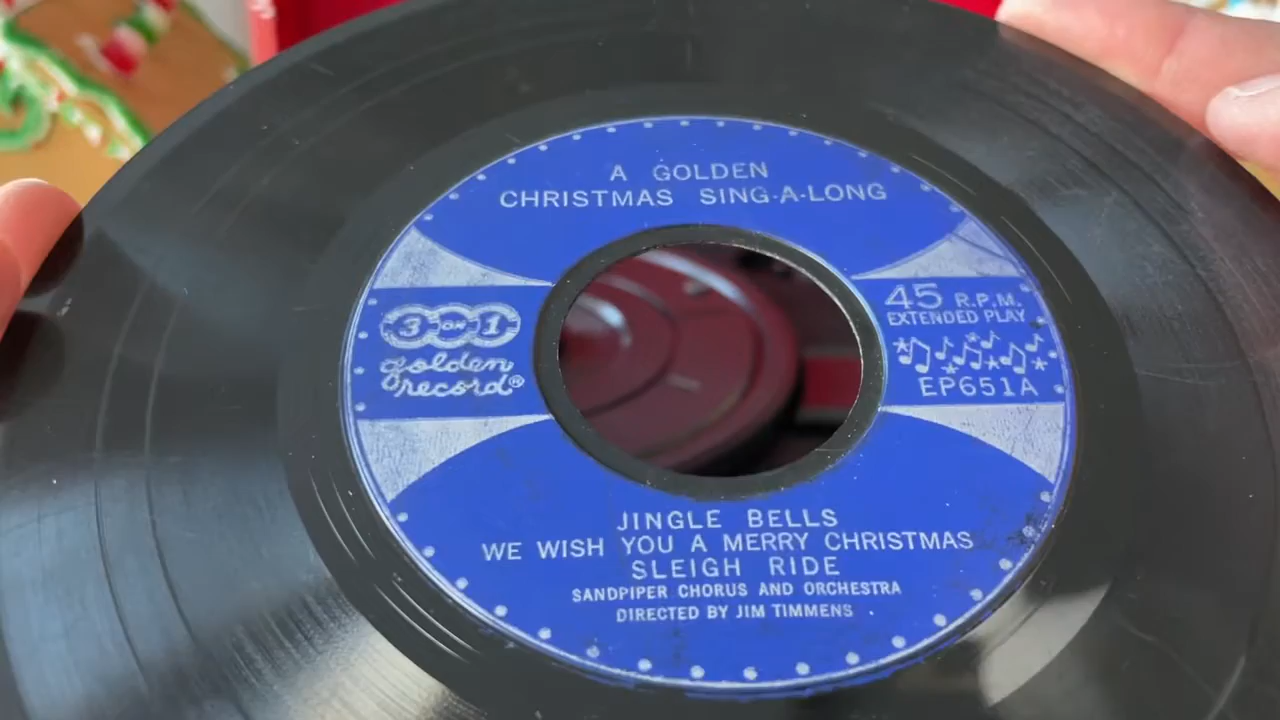 A GOLDEN
CHRISTMAS SING-A-LONG
3 ON 1
golden
record®
45 R.P.M.
EXTENDED PLAY
EP651A
JINGLE BELLS
WE WISH YOU A MERRY CHRISTMAS
SLEIGH RIDE
SANDPIPER CHORUS AND ORCHESTRA
DIRECTED BY JIM TIMMENS